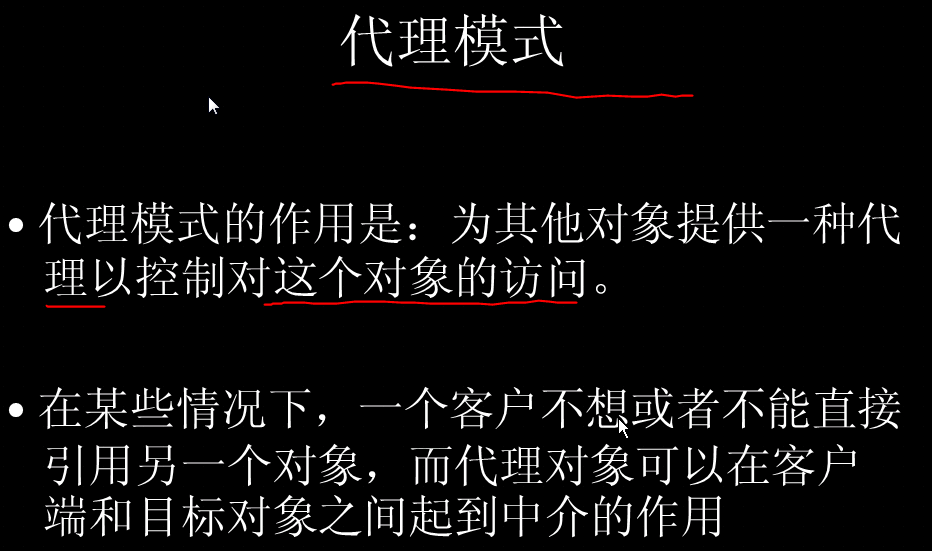 代理模式
• 代理模式的作用是：为其他对象提供一种代
理以控制对这个对象的访问。
• 在某些情况下，一个客户不想或者不能直接
引用另一个对象，而代理对象可以在客户
端和目标对象之间起到中介的作用